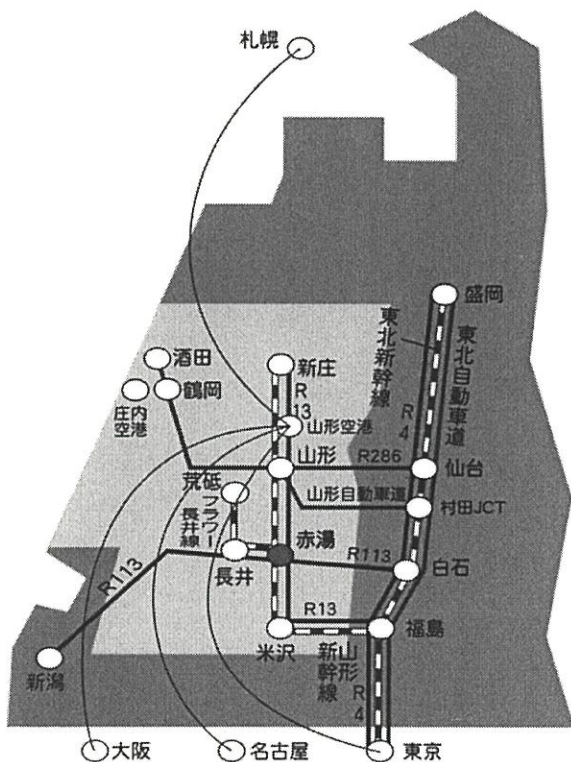 札幌
盛岡
東北新幹線
東北自動車道
R4
酒田
鶴岡
庄内
空港
新庄
R13
山形空港
山形
R286
仙台
荒砥
山形自動車道
村田JCT
フラワー
長井線
赤湯
長井
R113
白石
R113
R13
米沢
福島
山形
新幹線
R4
新潟
大阪
名古屋
東京